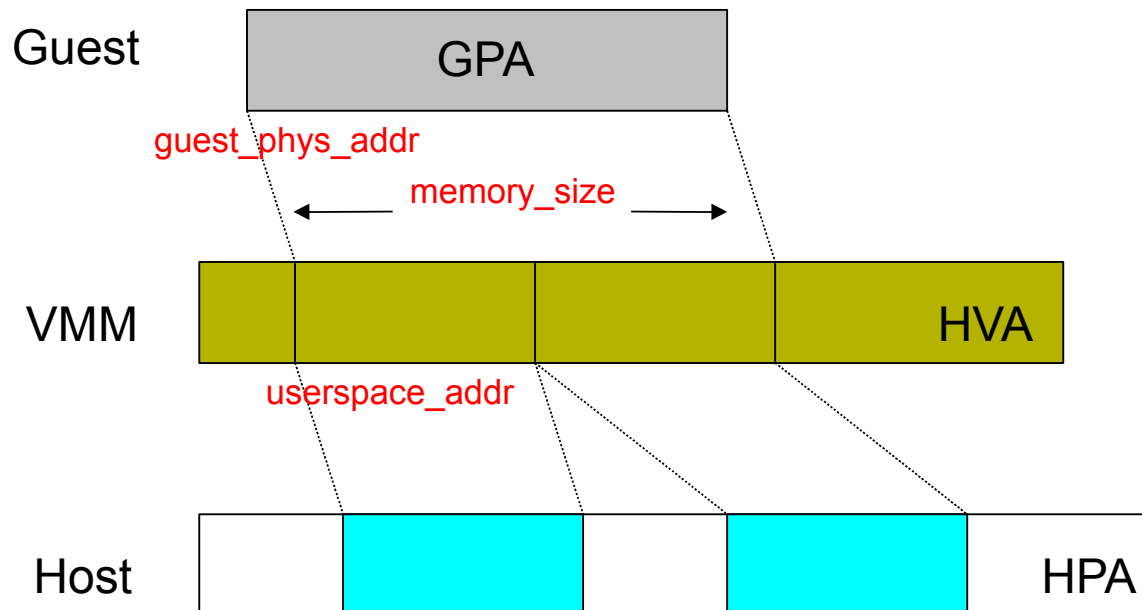 Guest
GPA
guest_phys_addr
memory_size
VMM
HVA
userspace_addr
Host
HPA